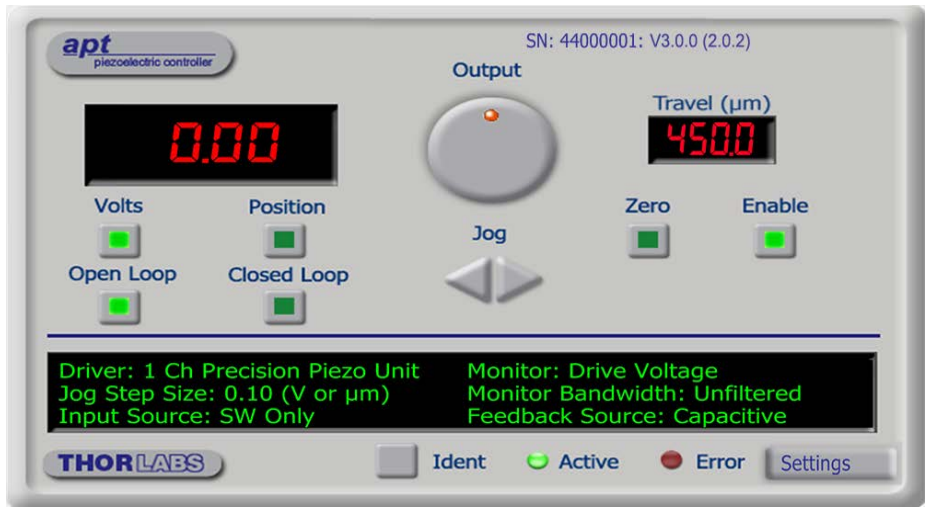 apt
piezoelectric controller
SN: 44000001: V3.0.0 (2.0.2)
Output
Travel (µm)
0.00
450.0
Volts
Position
Zero
Enable
Jog
Open Loop
Closed Loop
Driver: 1 Ch Precision Piezo Unit
Jog Step Size: 0.10 (V or µm)
Input Source: SW Only
Monitor: Drive Voltage
Monitor Bandwidth: Unfiltered
Feedback Source: Capacitive
THORLABS
Ident
Active
Error
Settings